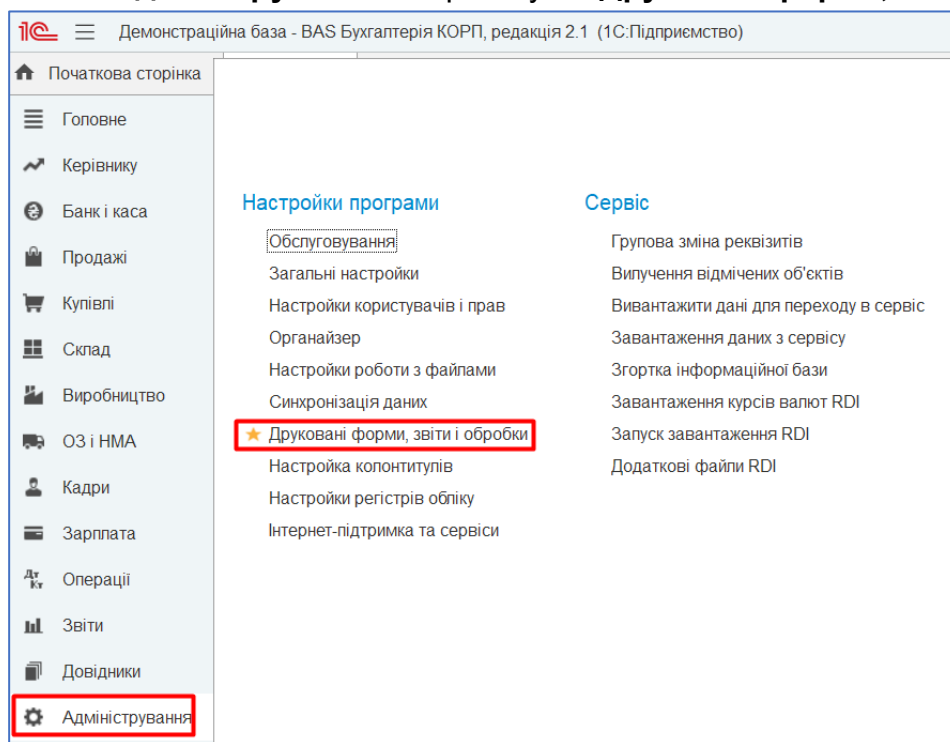 Демонстраційна база - BAS Бухгалтерія КОРП, редакція 2.1 (1С:Підприємство)
Початкова сторінка
Головне
Керівнику
Банк і каса
Продажі
Купівлі
Склад
Виробництво
ОЗ і НМА
Кадри
Зарплата
Операції
Звіти
Довідники
Адміністрування
Настройки програми
Обслуговування
Загальні настройки
Настройки користувачів і прав
Органайзер
Настройки роботи з файлами
Синхронізація даних
Друковані форми, звіти і обробки
Настройка колонтитулів
Настройки регістрів обліку
Інтернет-підтримка та сервіси
Сервіс
Групова зміна реквізитів
Вилучення відмічених об'єктів
Вивантажити дані для переходу в сервіс
Завантаження даних з сервісу
Згортка інформаційної бази
Завантаження курсів валют RDI
Запуск завантаження RDI
Додаткові файли RDI